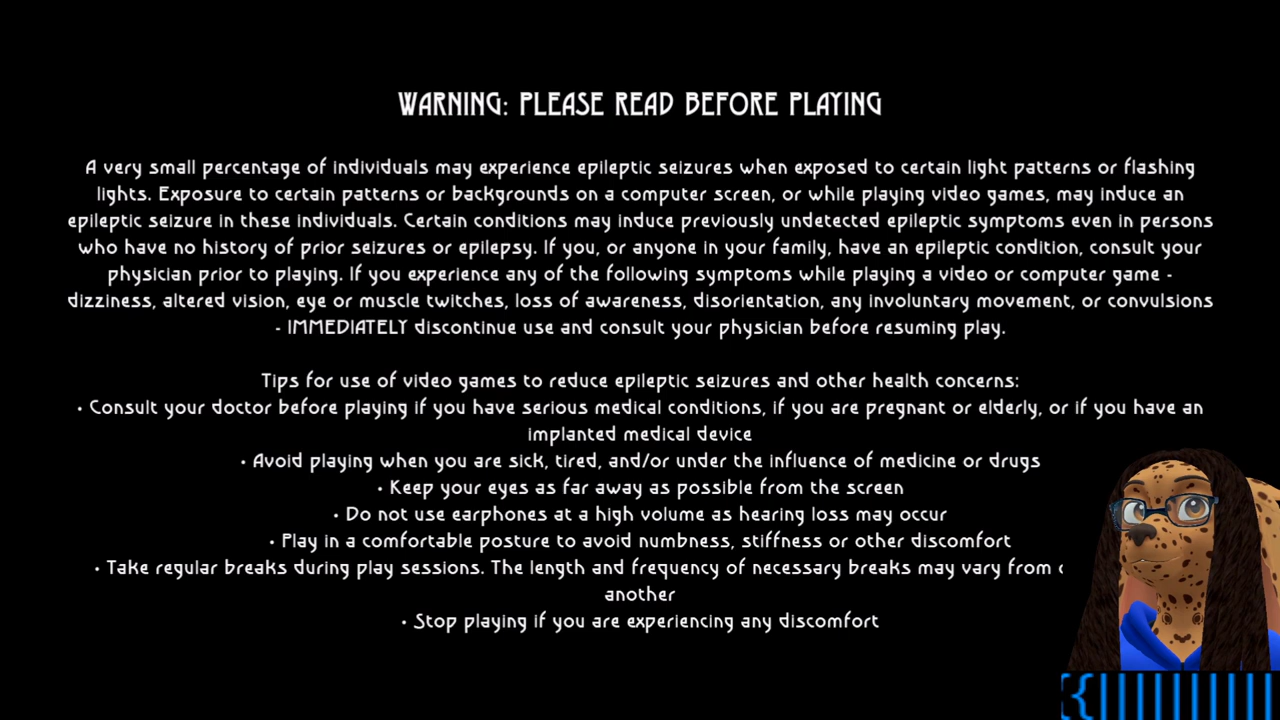 WARNING: PLEASE READ BEFORE PLAYING
A very small percentage of individuals may experience epileptic seizures when exposed to certain light patterns or flashing
lights. Exposure to certain patterns or backgrounds on a computer screen, or while playing video games, may induce an
epileptic seizure in these individuals. Certain conditions may induce previously undetected epileptic symptoms even in persons
who have no history of prior seizures or epilepsy. If you, or anyone in your family, have an epileptic condition, consult your
physician prior to playing. If you experience any of the following symptoms while playing a video or computer game -
dizziness, altered vision, eye or muscle twitches, loss of awareness, disorientation, any involuntary movement, or convulsions
- IMMEDIATELY discontinue use and consult your physician before resuming play.
Tips for use of video games to reduce epileptic seizures and other health concerns:
• Consult your doctor before playing if you have serious medical conditions, if you are pregnant or elderly, or if you have an
implanted medical device
• Avoid playing when you are sick, tired, and/or under the influence of medicine or drugs
• Keep your eyes as far away as possible from the screen
• Do not use earphones at a high volume as hearing loss may occur
• Play in a comfortable posture to avoid numbness, stiffness or other discomfort
• Take regular breaks during play sessions. The length and frequency of necessary breaks may vary from
another
• Stop playing if you are experiencing any discomfort